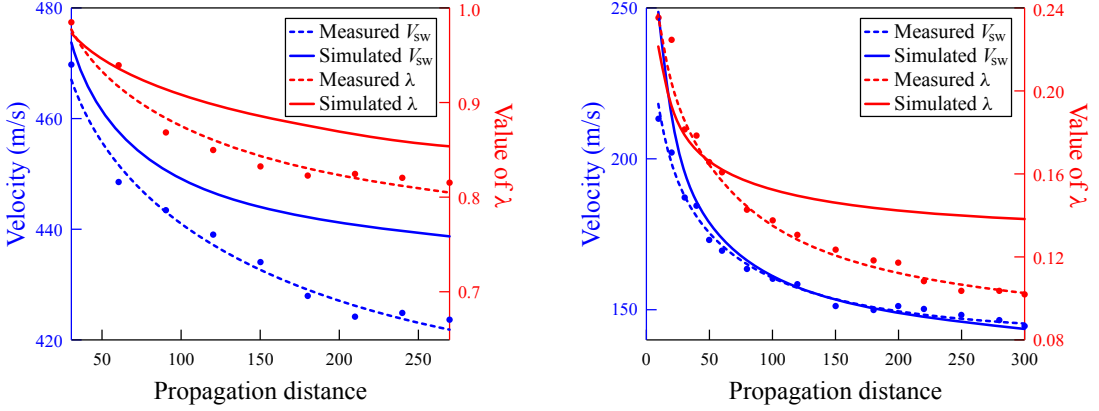 480
460
440
420
Velocity (m/s)
50
100
150
210
250
Propagation distance
1.0
0.9
0.8
0.7
0.6
Value of λ
Measured Vsw
Simulated Vsw
Measured λ
Simulated λ
250
200
150
Velocity (m/s)
0
50
100
150
200
250
300
Propagation distance
0.24
0.20
0.16
0.12
0.08
Value of λ
Measured Vsw
Simulated Vsw
Measured λ
Simulated λ